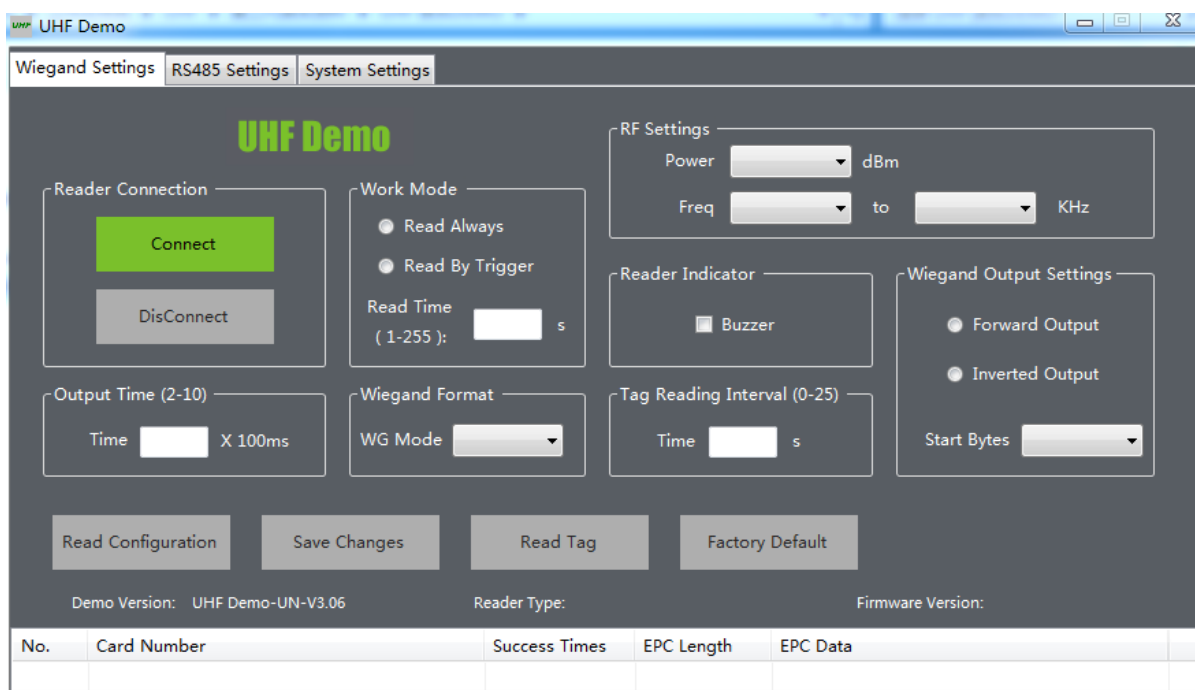 UHF UHF Demo
Wiegand Settings RS485 Settings System Settings
UHF Demo
Reader Connection
Connect
DisConnect
Work Mode
Read Always
Read By Trigger
Read Time
( 1-255 ): s
RF Settings
Power dBm
Freq to KHz
Reader Indicator
Buzzer
Wiegand Output Settings
Forward Output
Inverted Output
Start Bytes
Output Time (2-10)
Time X 100ms
Wiegand Format
WG Mode
Tag Reading Interval (0-25)
Time s
Read Configuration Save Changes Read Tag Factory Default
Demo Version: UHF Demo-UN-V3.06 Reader Type: Firmware Version:
No. Card Number Success Times EPC Length EPC Data